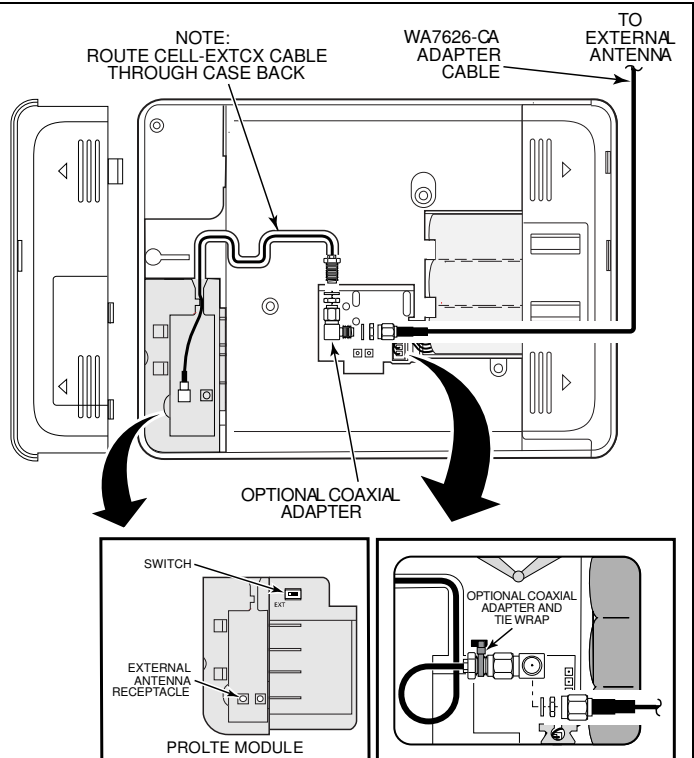 NOTE:
ROUTE CELL-EXTCX CABLE
THROUGH CASE BACK
WA7626-CA
ADAPTER
CABLE
TO
EXTERNAL
ANTENNA
OPTIONAL COAXIAL
ADAPTER
SWITCH
EXT
EXTERNAL
ANTENNA
RECEPTACLE
PROLTE MODULE
OPTIONAL COAXIAL
ADAPTER AND
TIE WRAP